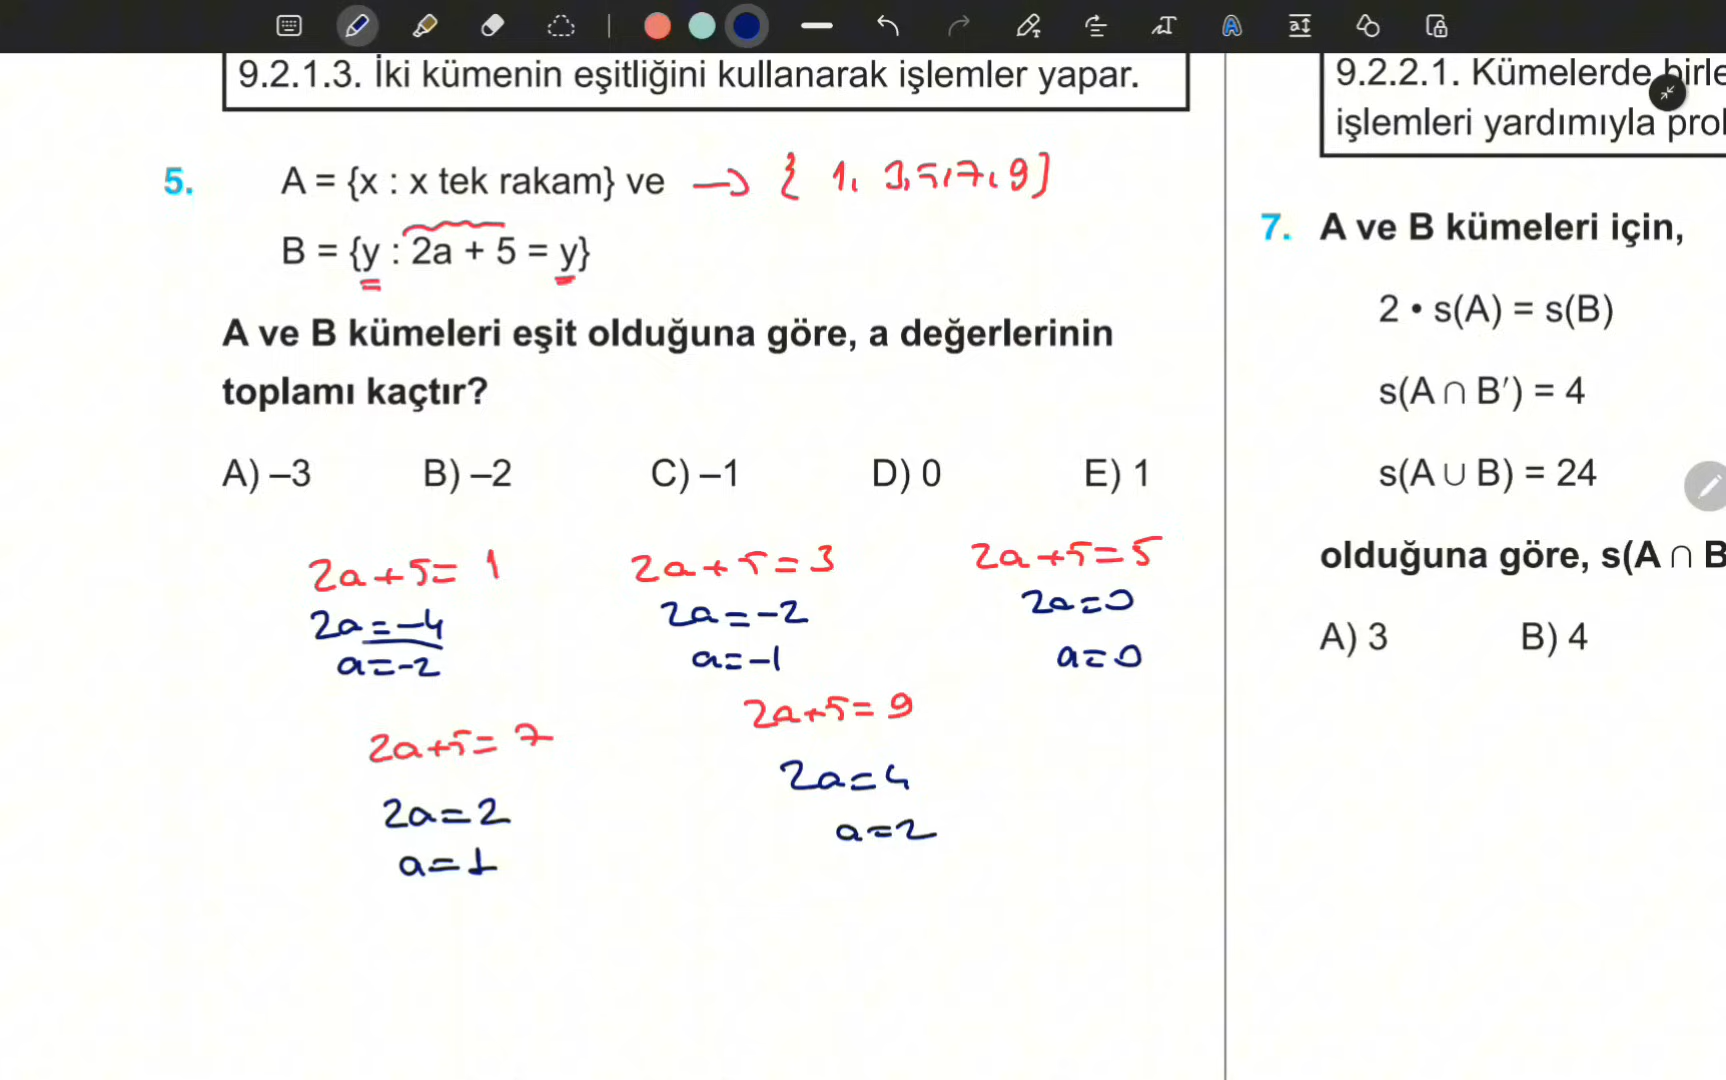 9.2.1.3. İki kümenin eşitliğini kullanarak işlemler yapar.
5. A = {x : x tek rakam} ve → { 1, 3, 5, 7, 9 }
B = {y : 2a + 5 = y}
A ve B kümeleri eşit olduğuna göre, a değerlerinin
toplamı kaçtır?
A) –3 B) –2 C) –1 D) 0 E) 1
2a+5= 1 2a+5=3 2a+5=5
2a=-4 2a=-2 2a=0
a=-2 a=-1 a=0
2a+5=7 2a+5=9
2a=2 2a=4
a=1 a=2
9.2.2.1. Kümelerde birle
işlemleri yardımıyla prol
7. A ve B kümeleri için,
2 • s(A) = s(B)
s(A ∩ B′) = 4
s(A ∪ B) = 24
olduğuna göre, s(A ∩ B
A) 3 B) 4